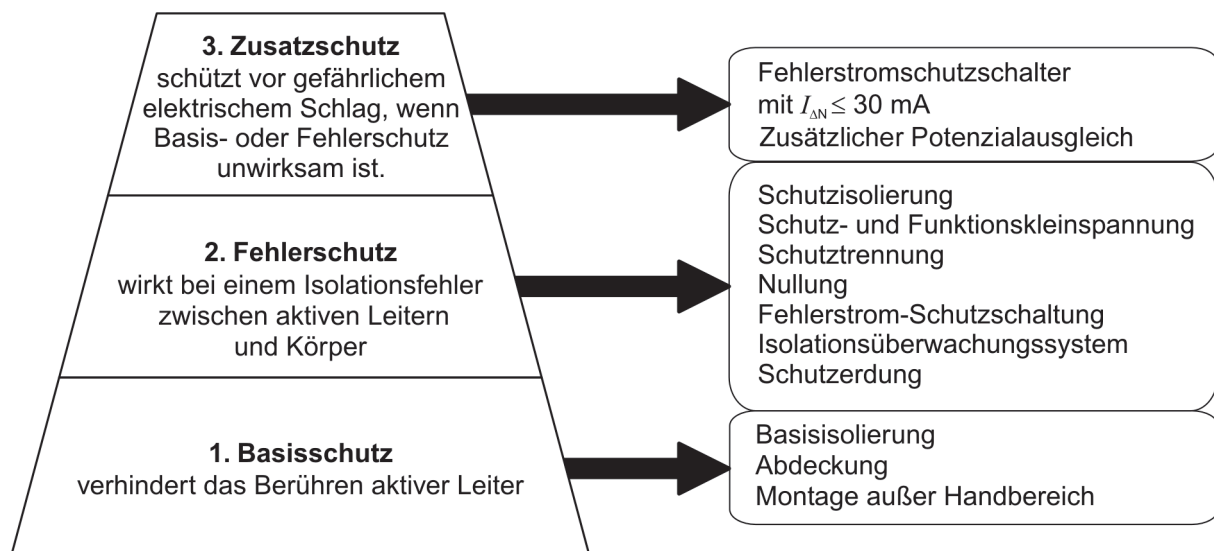 3. Zusatzschutz
schützt vor gefährlichem
elektrischem Schlag, wenn
Basis- oder Fehlerschutz
unwirksam ist.
Fehlerstromschutzschalter
mit IΔN ≤ 30 mA
Zusätzlicher Potenzialausgleich
2. Fehlerschutz
wirkt bei einem Isolationsfehler
zwischen aktiven Leitern
und Körper
Schutzisolierung
Schutz- und Funktionskleinspannung
Schutztrennung
Nullung
Fehlerstrom-Schutzschaltung
Isolationsüberwachungssystem
Schutzerdung
1. Basisschutz
verhindert das Berühren aktiver Leiter
Basisisolierung
Abdeckung
Montage außer Handbereich